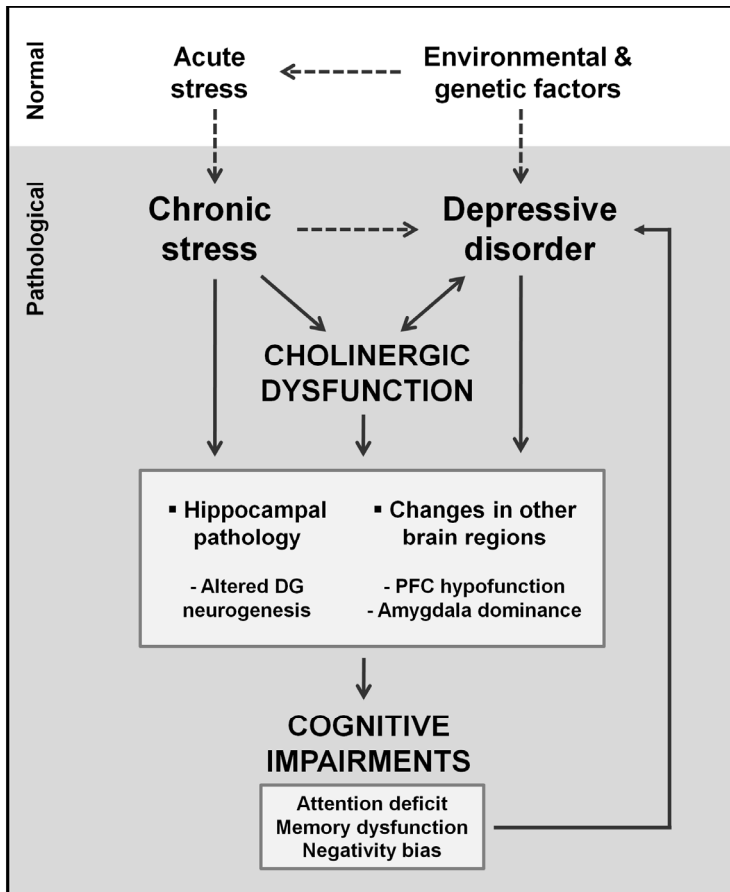 Normal
Acute
stress
Environmental &
genetic factors
Pathological
Chronic
stress
Depressive
disorder
CHOLINERGIC
DYSFUNCTION
▪ Hippocampal
pathology
- Altered DG
neurogenesis
▪ Changes in other
brain regions
- PFC hypofunction
- Amygdala dominance
COGNITIVE
IMPAIRMENTS
Attention deficit
Memory dysfunction
Negativity bias